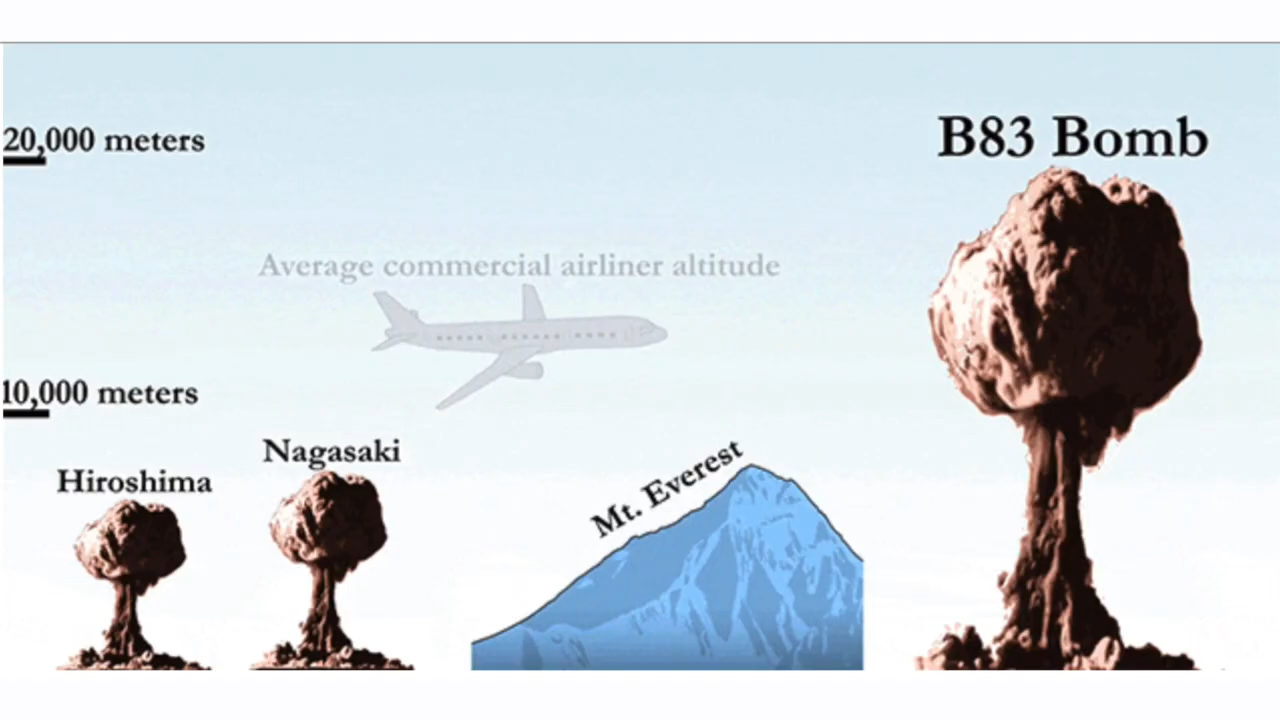 20,000 meters
B83 Bomb
Average commercial airliner altitude
10,000 meters
Nagasaki
Hiroshima
Mt. Everest